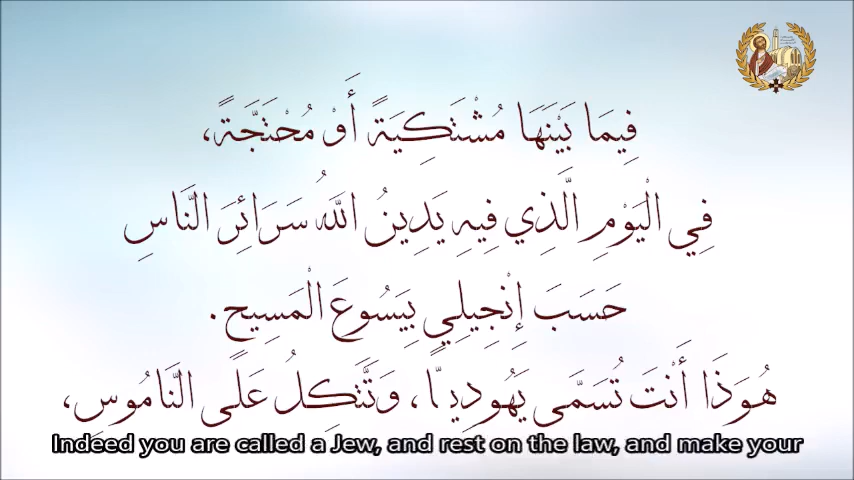 فِيمَا بَيْنَهَا مُشْتَكِيَةً أَوْ مُحْتَجَّةً،
فِي الْيَوْمِ الَّذِي فِيهِ يَدِينُ اللهُ سَرَائِرَ النَّاسِ
حَسَبَ إِنْجِيلِي بِيَسُوعَ الْمَسِيحِ.
هُوَذَا أَنْتَ تُسَمَّى يَهُودِيًّا، وَتَتَّكِلُ عَلَى النَّامُوسِ،
Indeed you are called a Jew, and rest on the law, and make your